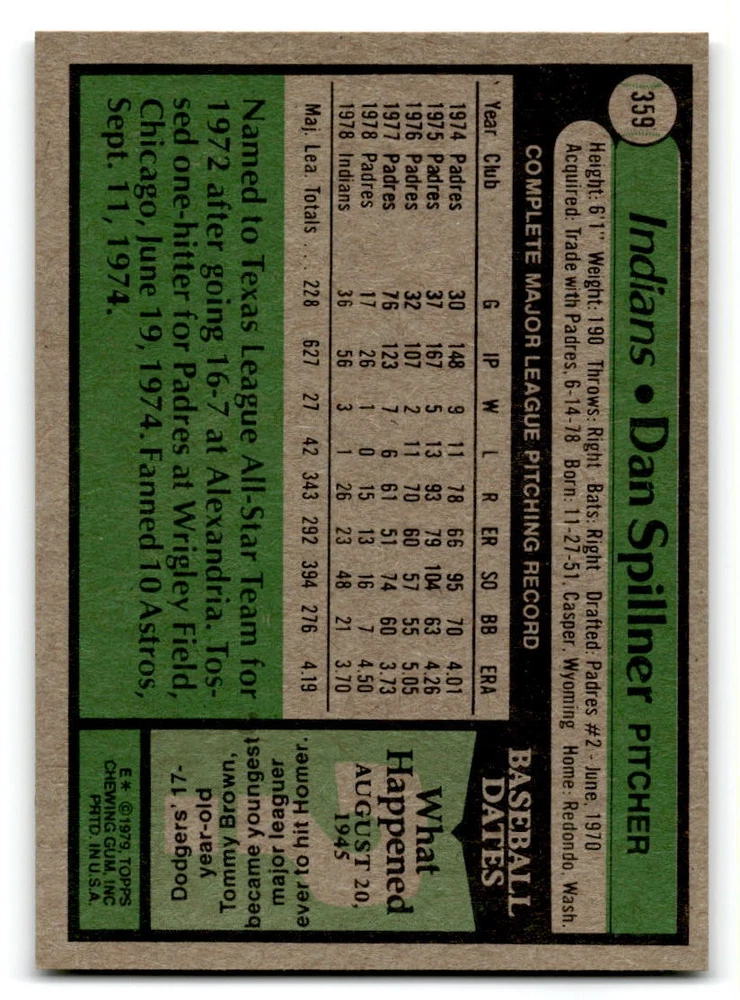 359
Indians • Dan Spillner PITCHER
Height: 6'1" Weight: 190 Throws: Right Bats: Right Drafted: Padres #2 - June, 1970
Acquired: Trade with Padres, 6-14-78 Born: 11-27-51, Casper, Wyoming Home: Redondo, Wash.
COMPLETE MAJOR LEAGUE PITCHING RECORD
Year Club G IP W L R ER SO BB ERA
1974 Padres 30 148 9 11 78 66 95 70 4.01
1975 Padres 37 167 5 13 93 79 104 63 4.26
1976 Padres 32 107 2 11 70 60 57 55 5.05
1977 Padres 76 123 7 6 61 51 74 60 3.73
1978 Padres 17 26 1 0 15 13 16 7 4.50
1978 Indians 36 56 3 1 26 23 48 21 3.70
Maj. Lea. Totals . . . 228 627 27 42 343 292 394 276 4.19
Named to Texas League All-Star Team for
1972 after going 16-7 at Alexandria. Tos-
sed one-hitter for Padres at Wrigley Field,
Chicago, June 19, 1974. Fanned 10 Astros,
Sept. 11, 1974.
BASEBALL
DATES
What
Happened
AUGUST 20,
1945
Dodgers, 17-
year-old
Tommy Brown,
became youngest
major leaguer
ever to hit Homer.
E* ©1979, TOPPS
CHEWING GUM, INC
PRTD. IN U.S.A.